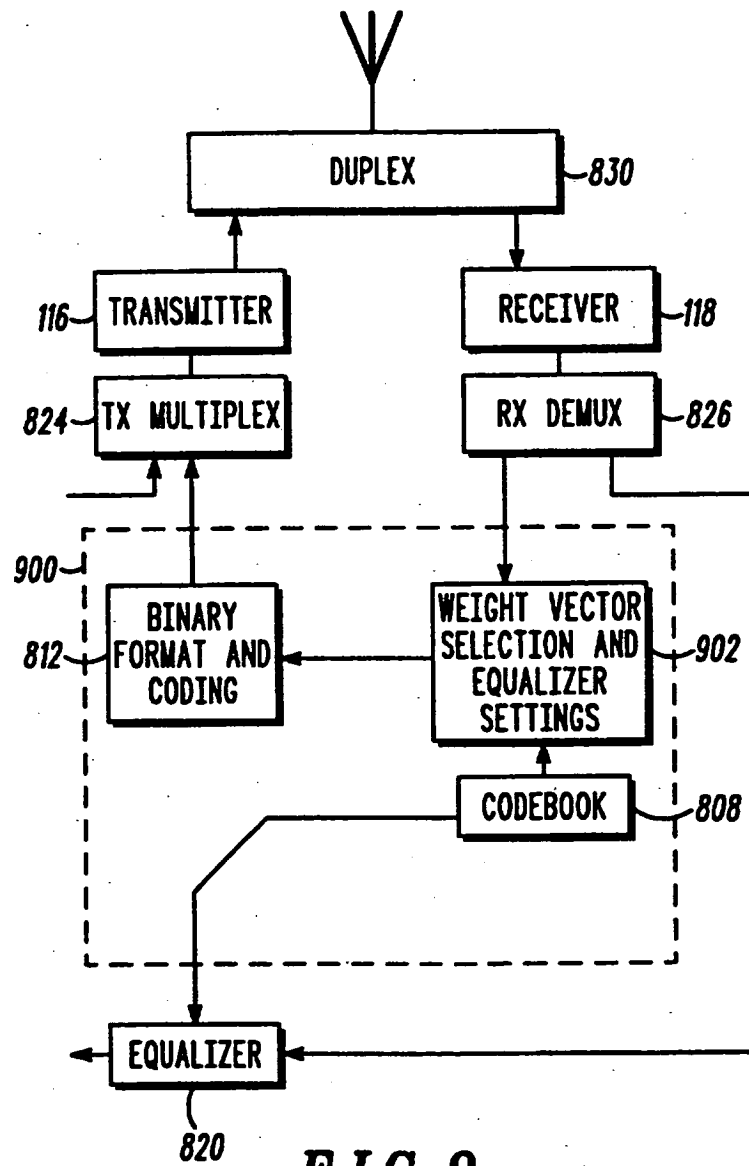 DUPLEX
830
116
TRANSMITTER
RECEIVER
118
824
TX MULTIPLEX
RX DEMUX
826
900
812
BINARY
FORMAT AND
CODING
WEIGHT VECTOR
SELECTION AND
EQUALIZER
SETTINGS
902
CODEBOOK
808
EQUALIZER
820